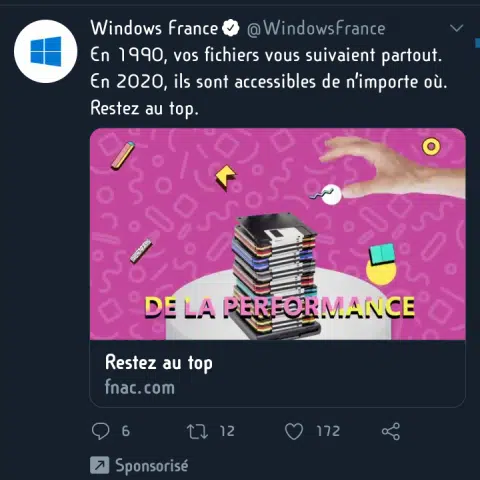 Windows France @WindowsFrance
En 1990, vos fichiers vous suivaient partout.
En 2020, ils sont accessibles de n'importe où.
Restez au top.
DE LA PERFORMANCE
Restez au top
fnac.com
6 12 172
Sponsorisé